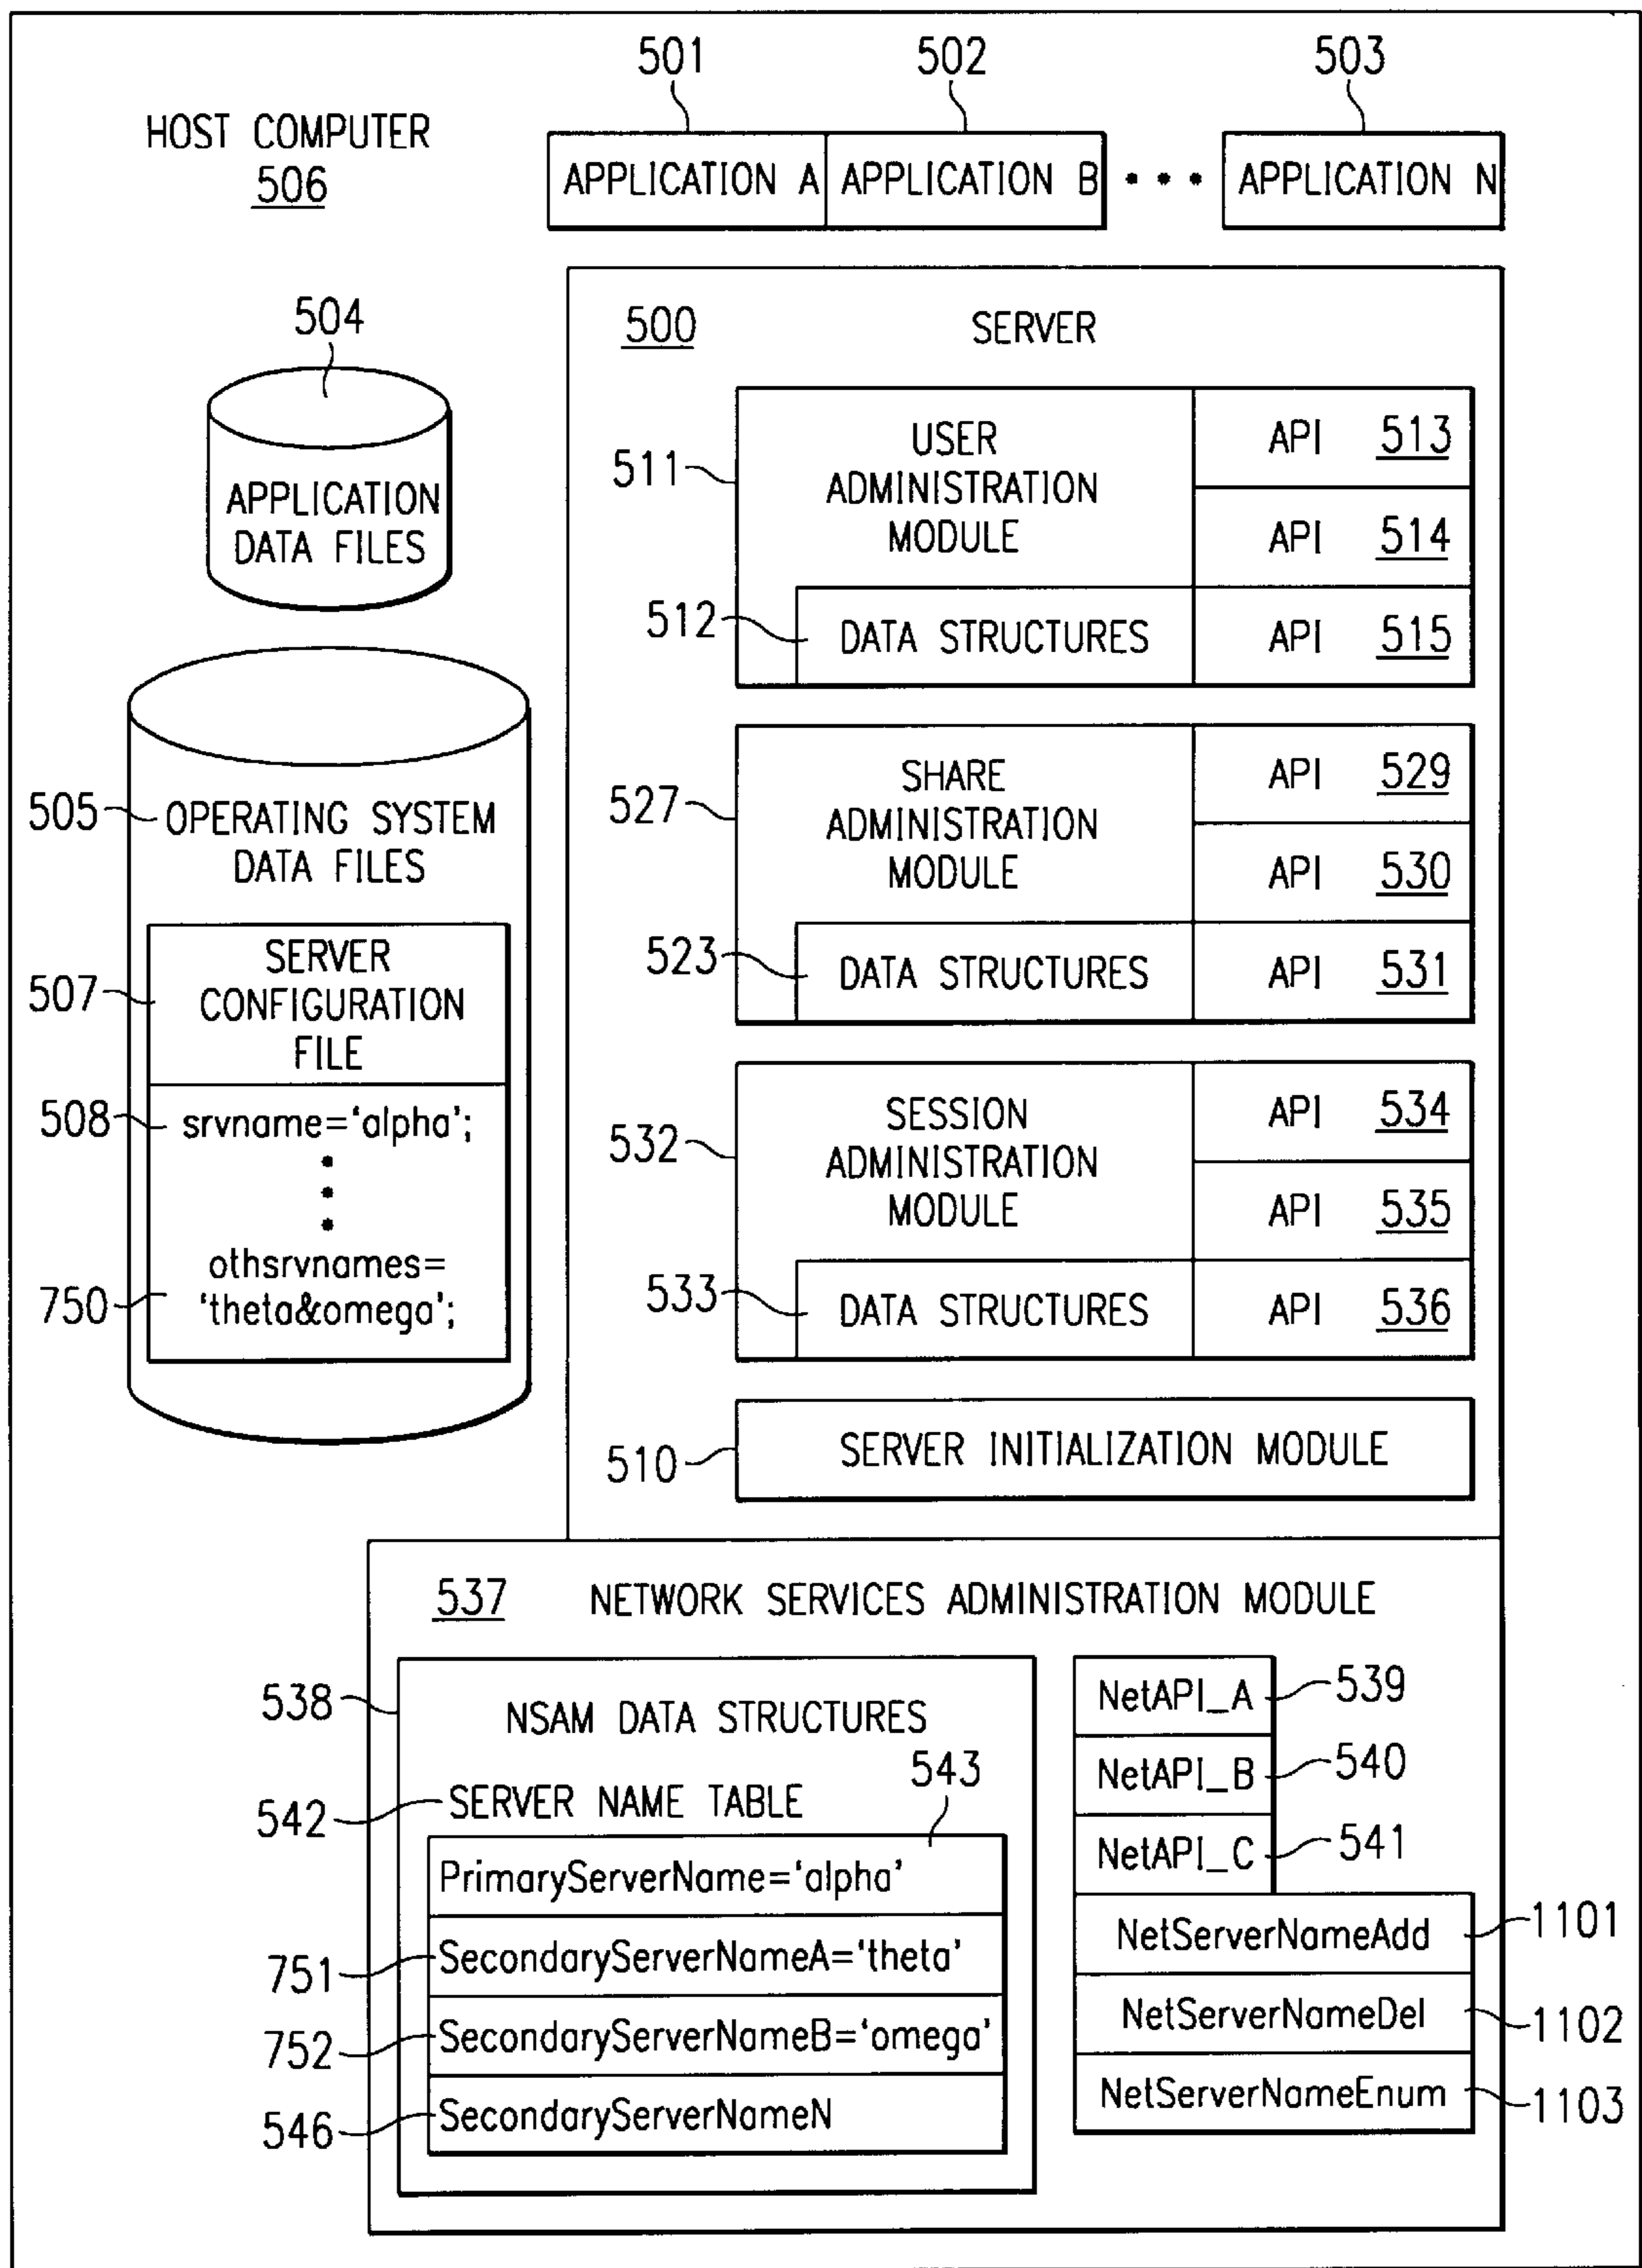 501
502
503
HOST COMPUTER
506
APPLICATION A
APPLICATION B
• • •
APPLICATION N
504
APPLICATION
DATA FILES
505
OPERATING SYSTEM
DATA FILES
507
SERVER
CONFIGURATION
FILE
508
srvname='alpha';
750
othsrvnames=
'theta&omega';
500
SERVER
511
USER
ADMINISTRATION
MODULE
API 513
API 514
512
DATA STRUCTURES
API 515
527
SHARE
ADMINISTRATION
MODULE
API 529
API 530
523
DATA STRUCTURES
API 531
532
SESSION
ADMINISTRATION
MODULE
API 534
API 535
533
DATA STRUCTURES
API 536
510
SERVER INITIALIZATION MODULE
537
NETWORK SERVICES ADMINISTRATION MODULE
538
NSAM DATA STRUCTURES
542
SERVER NAME TABLE
543
PrimaryServerName='alpha'
751
SecondaryServerNameA='theta'
752
SecondaryServerNameB='omega'
546
SecondaryServerNameN
NetAPI_A
539
NetAPI_B
540
NetAPI_C
541
NetServerNameAdd
1101
NetServerNameDel
1102
NetServerNameEnum
1103